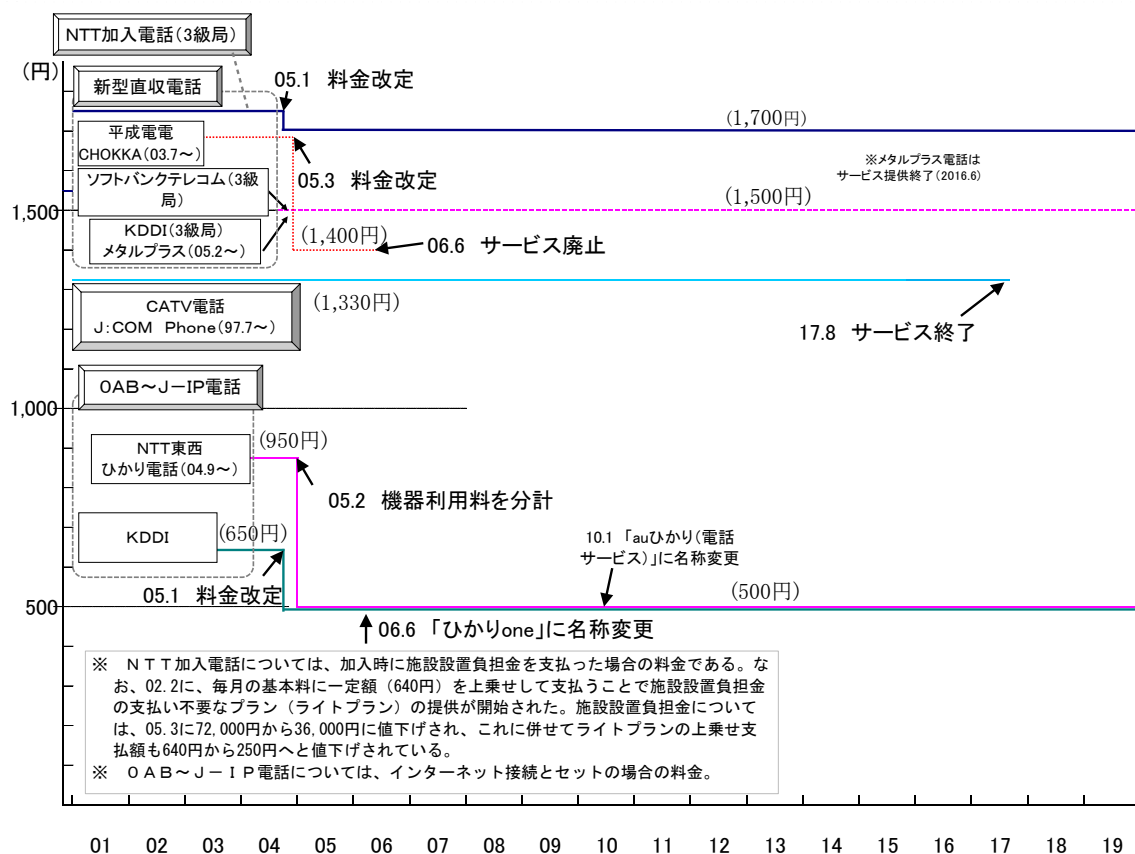 NTT加入電話(3級局)
(円)
新型直収電話
05.1 料金改定
平成電電
CHOKKA(03.7～)
(1,700円)
05.3 料金改定
※メタルプラス電話は
サービス提供終了(2016.6)
ソフトバンクテレコム(3級
局)
(1,500円)
1,500
KDDI(3級局)
メタルプラス(05.2～)
(1,400円)
06.6 サービス廃止
CATV電話
J:COM Phone(97.7～)
(1,330円)
17.8 サービス終了
0AB～J－IP電話
1,000
NTT東西
ひかり電話(04.9～)
(950円)
05.2 機器利用料を分計
KDDI
(650円)
10.1 「auひかり(電話
サービス)」に名称変更
05.1 料金改定
(500円)
500
06.6 「ひかりone」に名称変更
※ NTT加入電話については、加入時に施設設置負担金を支払った場合の料金である。な
お、02.2に、毎月の基本料に一定額(640円)を上乗せして支払うことで施設設置負担金
の支払い不要なプラン(ライトプラン)の提供が開始された。施設設置負担金について
は、05.3に72,000円から36,000円に値下げされ、これに併せてライトプランの上乗せ支
払額も640円から250円へと値下げされている。
※ 0AB～J－IP電話については、インターネット接続とセットの場合の料金。
01 02 03 04 05 06 07 08 09 10 11 12 13 14 15 16 17 18 19